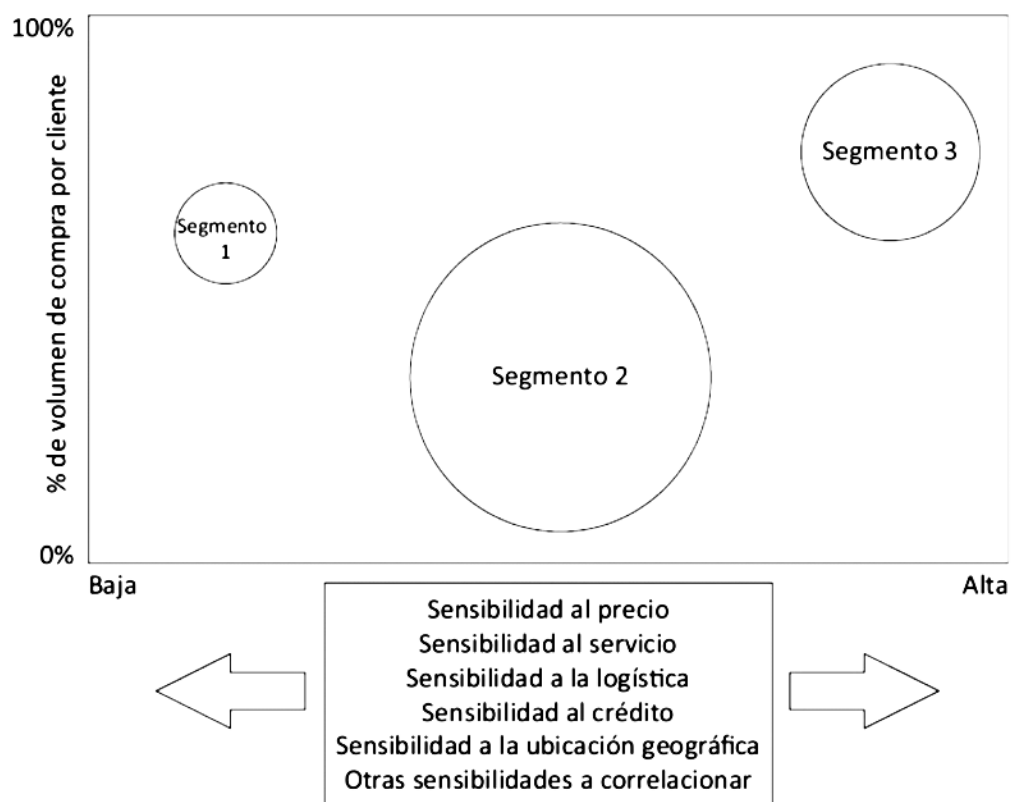 100%
% de volumen de compra por cliente
Segmento 3
Segmento
1
Segmento 2
0%
Baja
Alta
Sensibilidad al precio
Sensibilidad al servicio
Sensibilidad a la logística
Sensibilidad al crédito
Sensibilidad a la ubicación geográfica
Otras sensibilidades a correlacionar